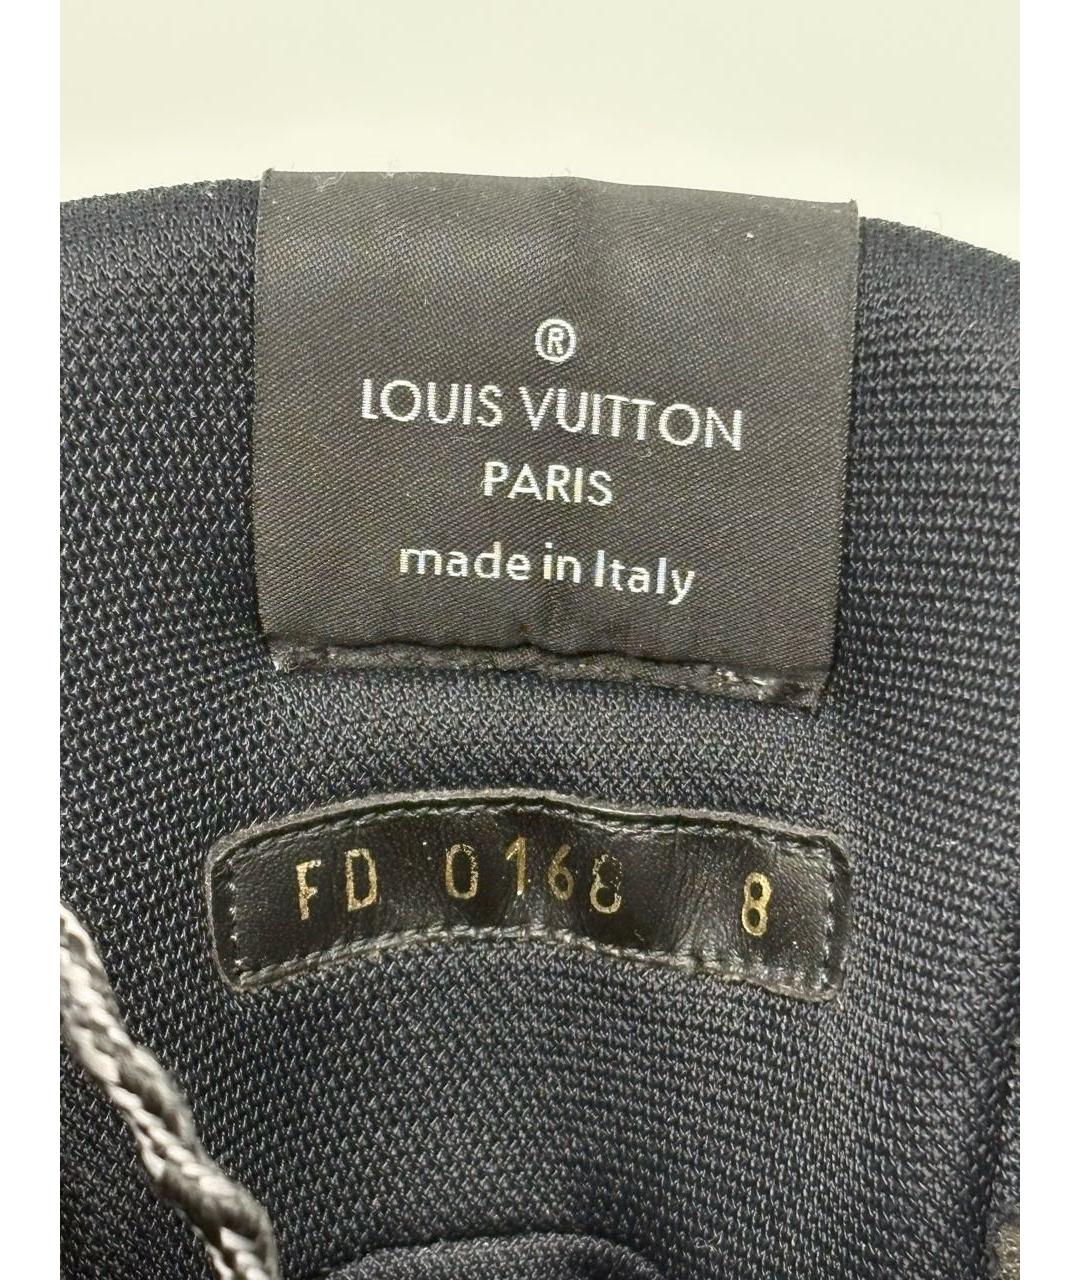 ®
LOUIS VUITTON
PARIS
made in Italy
FD 0168 8